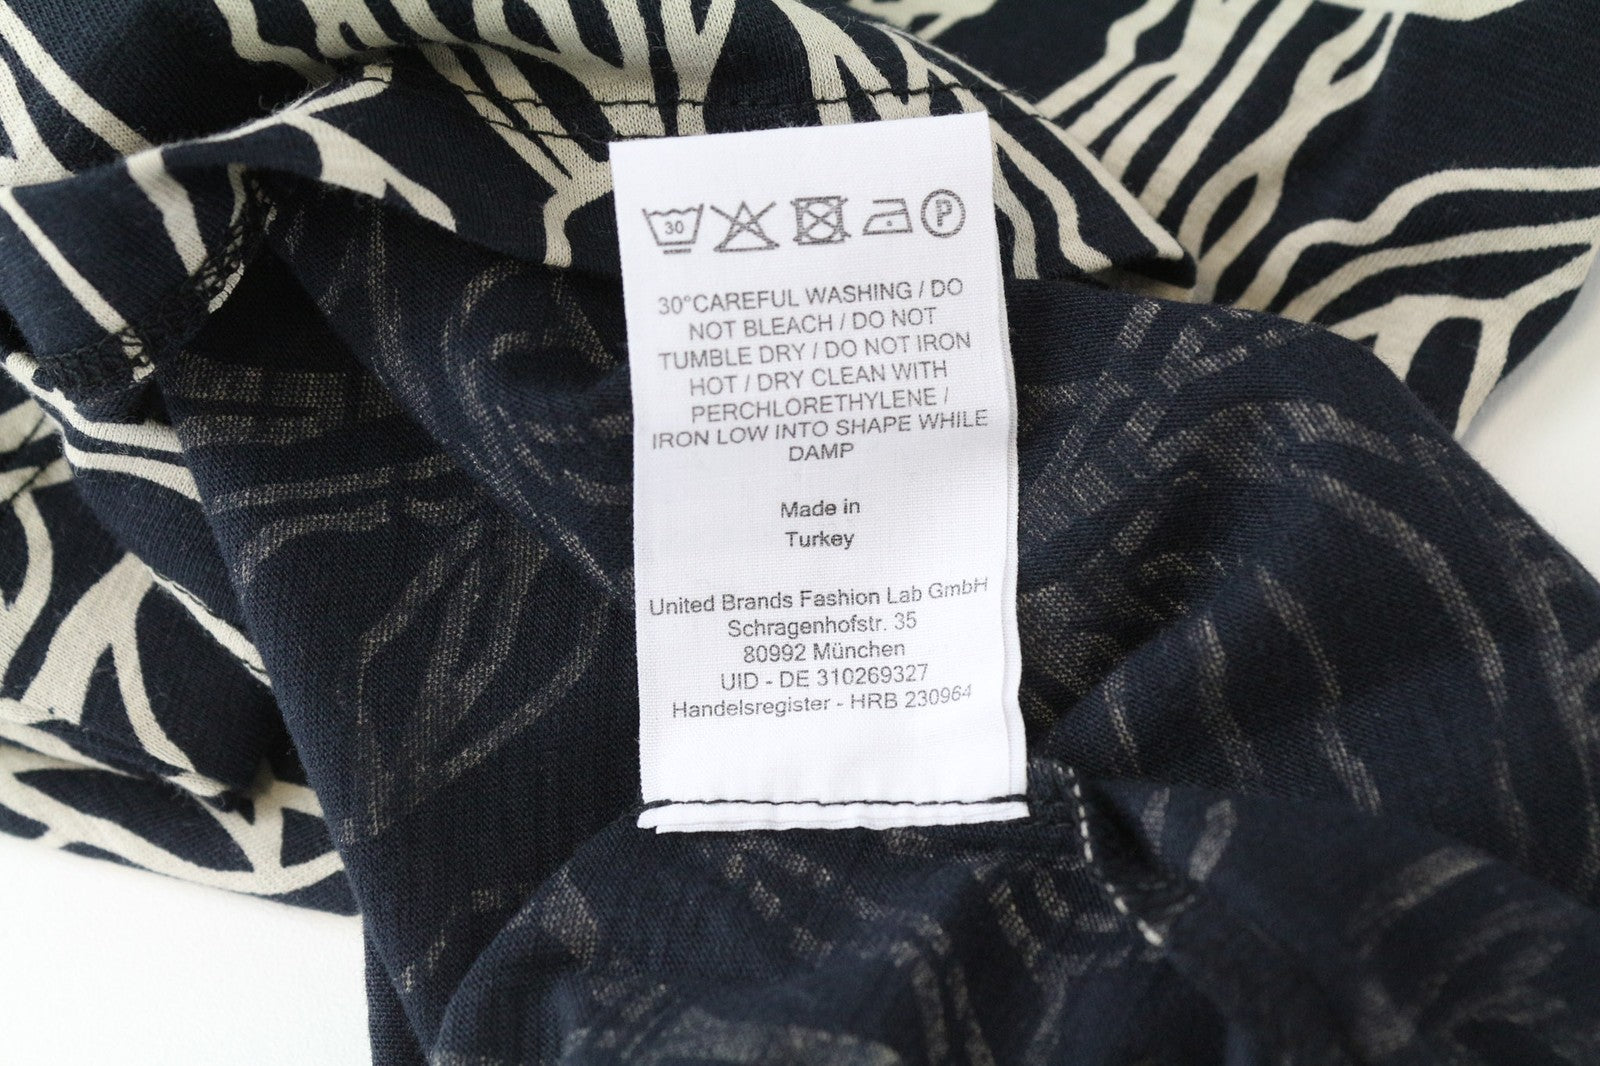 30
P
30°CAREFUL WASHING / DO
NOT BLEACH / DO NOT
TUMBLE DRY / DO NOT IRON
HOT / DRY CLEAN WITH
PERCHLORETHYLENE /
IRON LOW INTO SHAPE WHILE
DAMP
Made in
Turkey
United Brands Fashion Lab GmbH
Schragenhofstr. 35
80992 München
UID - DE 310269327
Handelsregister - HRB 230964